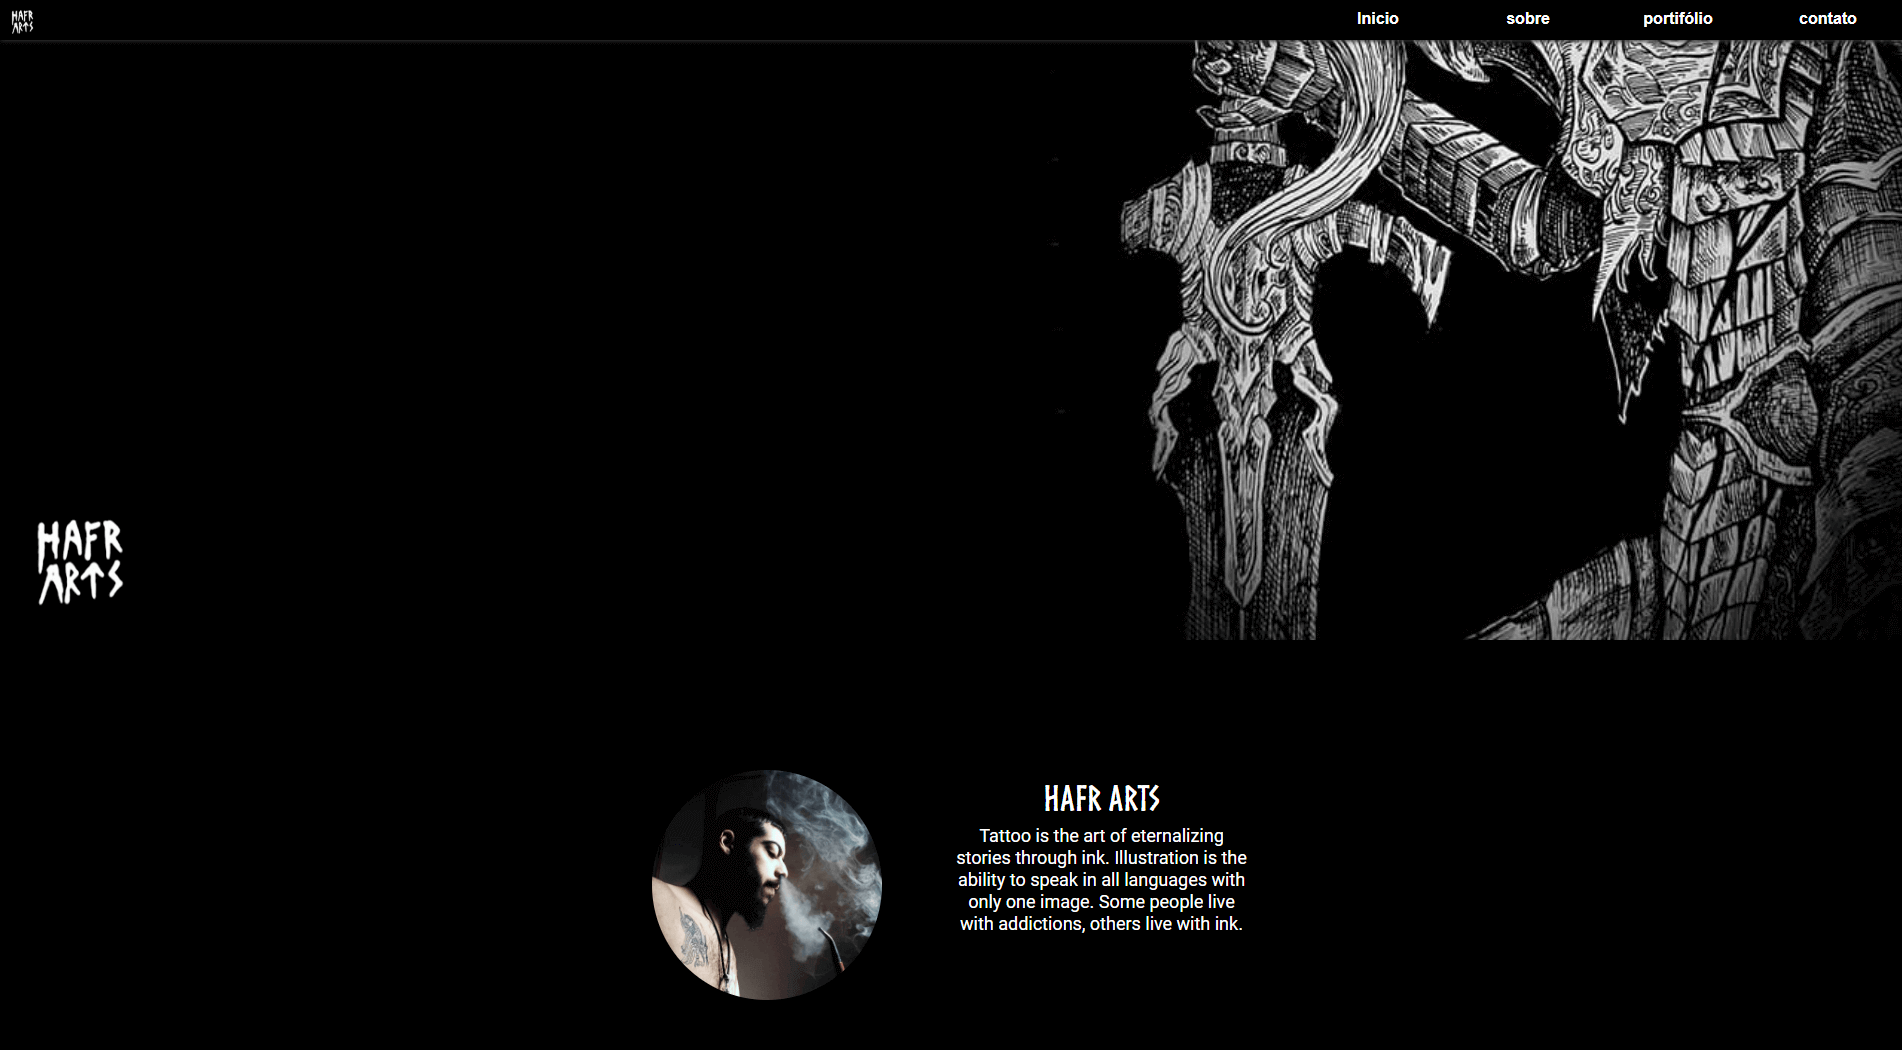 HAFR
ARTS
Inicio
sobre
portifólio
contato
HAFR
ARTS
HAFR ARTS
Tattoo is the art of eternalizing
stories through ink. Illustration is the
ability to speak in all languages with
only one image. Some people live
with addictions, others live with ink.